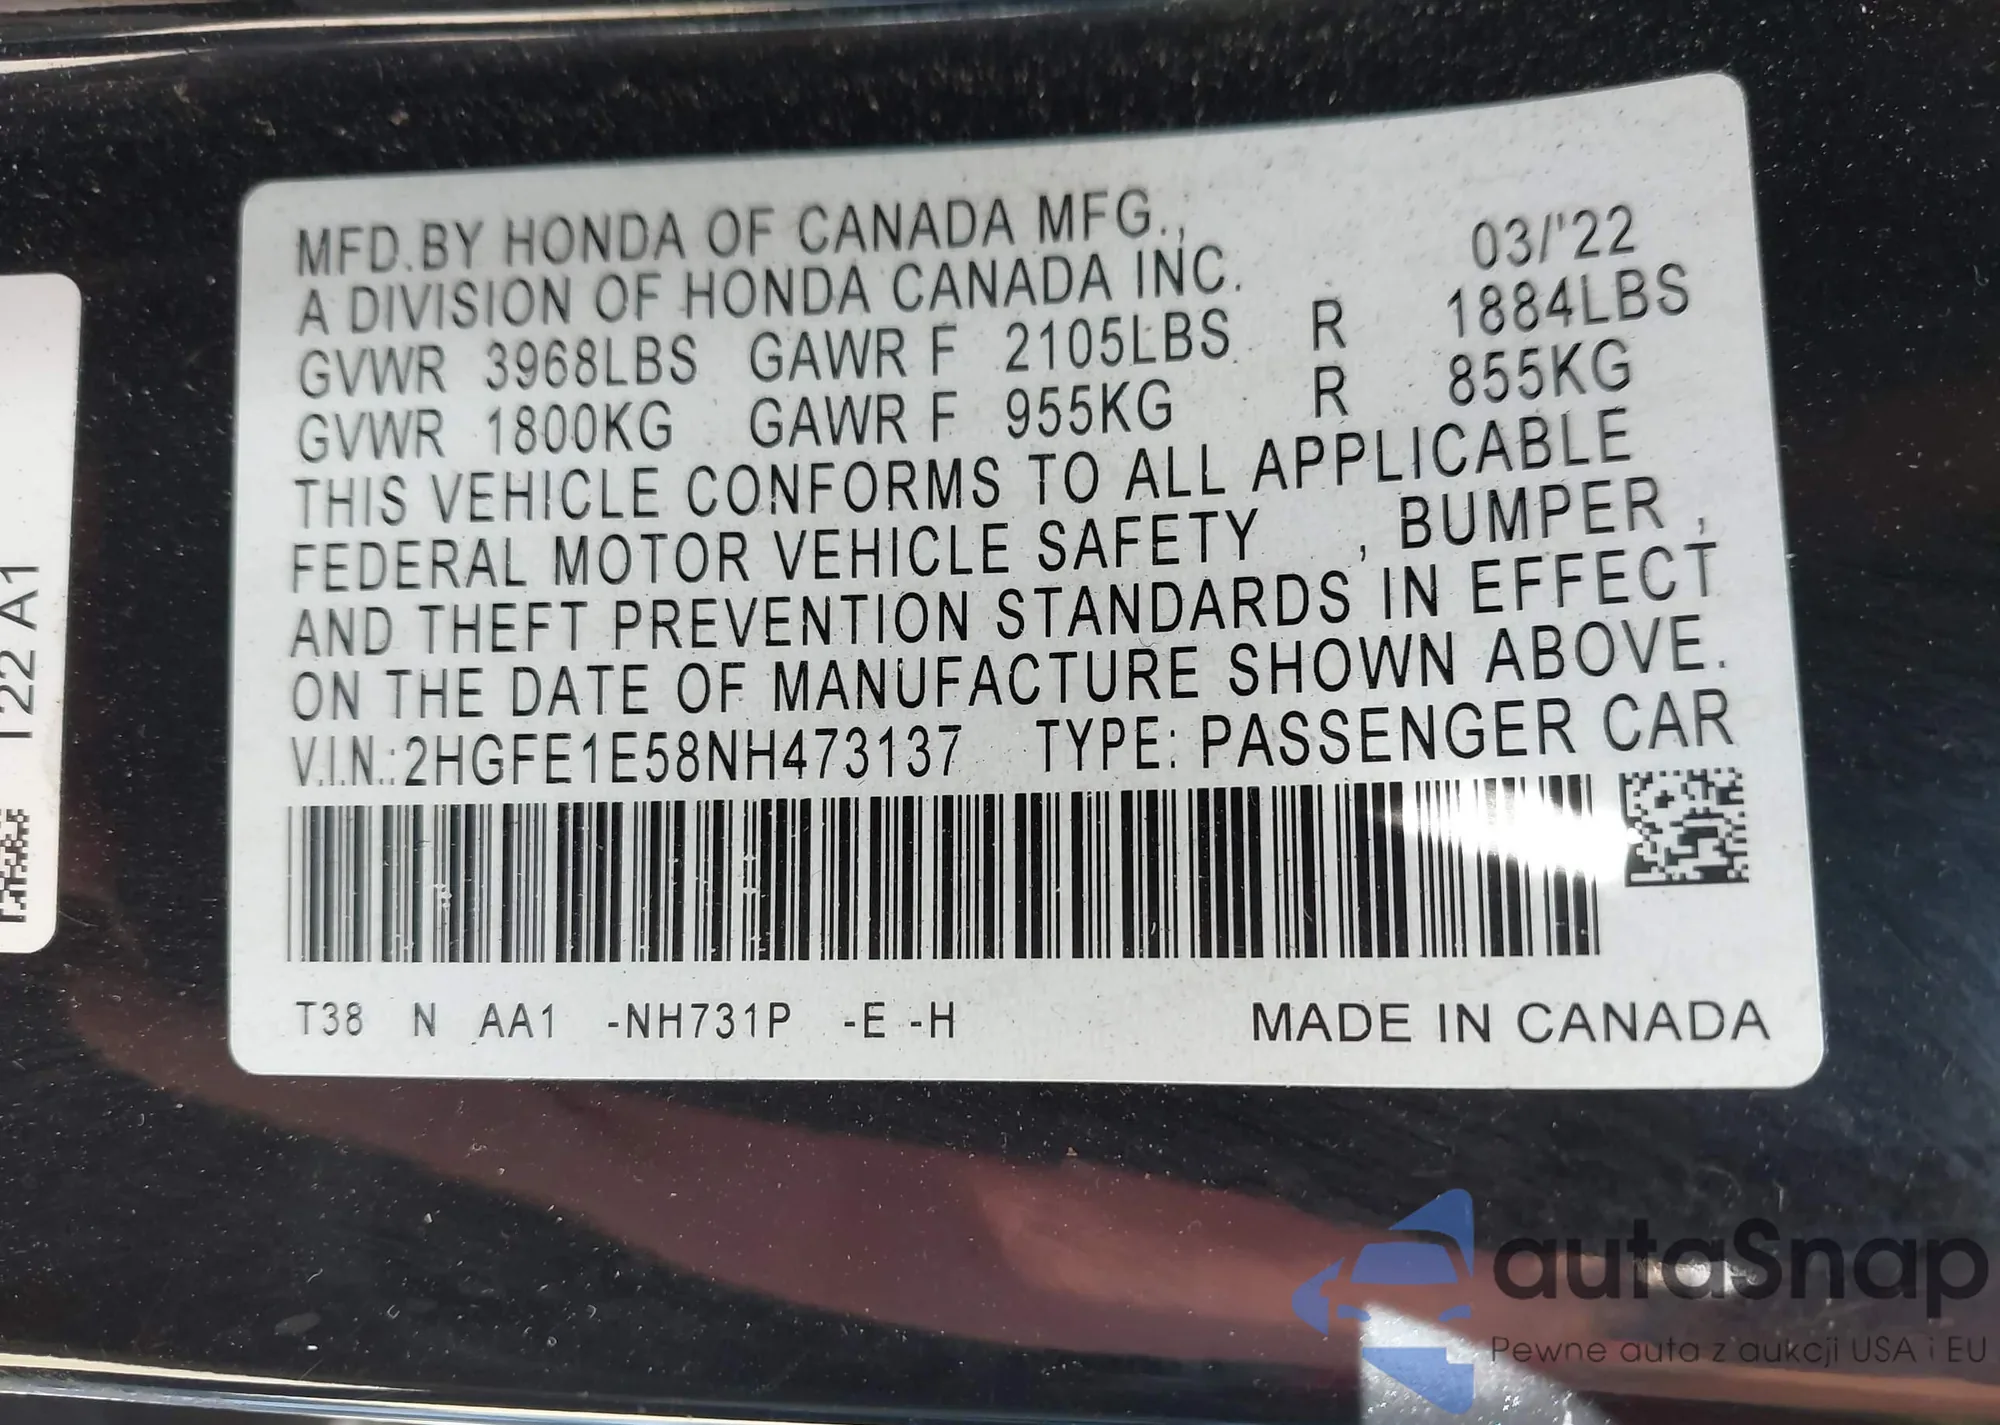 MFD.BY HONDA OF CANADA MFG.,
03/'22
A DIVISION OF HONDA CANADA INC.
GVWR 3968LBS GAWR F 2105LBS R 1884LBS
GVWR 1800KG GAWR F 955KG R 855KG
THIS VEHICLE CONFORMS TO ALL APPLICABLE
FEDERAL MOTOR VEHICLE SAFETY , BUMPER ,
AND THEFT PREVENTION STANDARDS IN EFFECT
ON THE DATE OF MANUFACTURE SHOWN ABOVE.
V.I.N.:2HGFE1E58NH473137 TYPE: PASSENGER CAR
T38 N AA1 -NH731P -E -H MADE IN CANADA
A1
autaSnap
Pewne auta z aukcji USA i EU